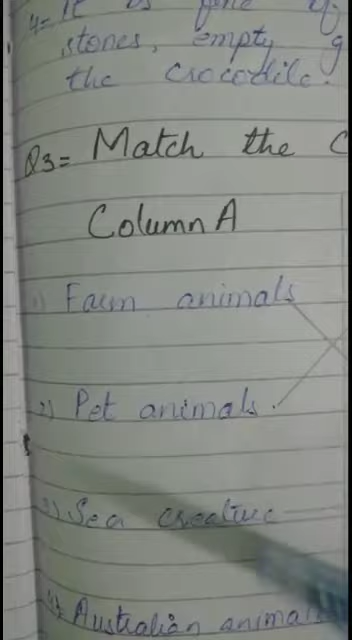 stones, empty g
the crocodile.
Q3= Match the C
Column A
1) Farm animals
2) Pet animals.
3) Sea creative
4) Australian animals